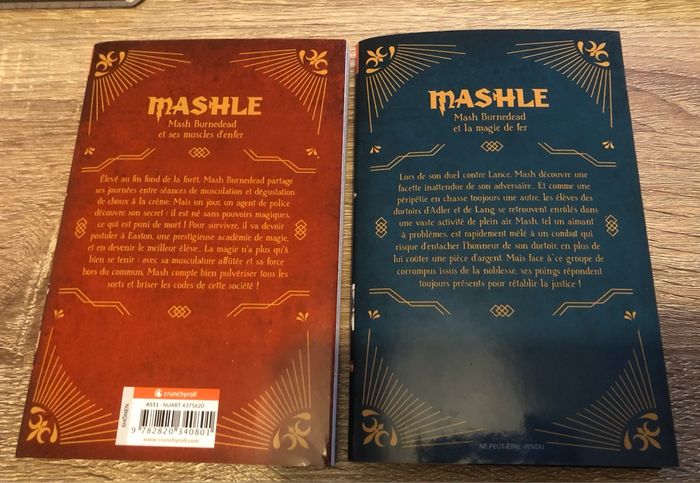 MASHLE
Mash Burnedead
et ses muscles d'enfer
Élevé au fin fond de la forêt, Mash Burnedead partage
ses journées entre séances de musculation et dégustation
de choux à la crème. Mais un jour, un agent de police
découvre son secret : il est né sans pouvoirs magiques,
ce qui est puni de mort ! Pour survivre, il va devoir
postuler à Easton, une prestigieuse académie de magie,
et en devenir le meilleur élève... La magie n'a plus qu'à
bien se tenir : avec sa musculature affûtée et sa force
hors du commun, Mash compte bien pulvériser tous les
sorts et briser les codes de cette société !
SHÔNEN
crunchyroll
A511 - NUART 4375620
9 782820 340801
www.crunchyroll.com
MASHLE
Mash Burnedead
et la magie de fer
Lors de son duel contre Lance, Mash découvre une
facette inattendue de son adversaire. Et comme une
péripétie en chasse toujours une autre, les élèves des
dortoirs d'Adler et de Lang se retrouvent enrôlés dans
une vaste activité de plein air. Mash, tel un aimant
à problèmes, est rapidement mêlé à un combat qui
risque d'entacher l'honneur de son dortoir, en plus de
lui coûter une pièce d'argent. Mais face à ce groupe de
corrompus issus de la noblesse, ses poings répondent
toujours présents pour rétablir la justice !
NE PEUT-ÊTRE VENDU